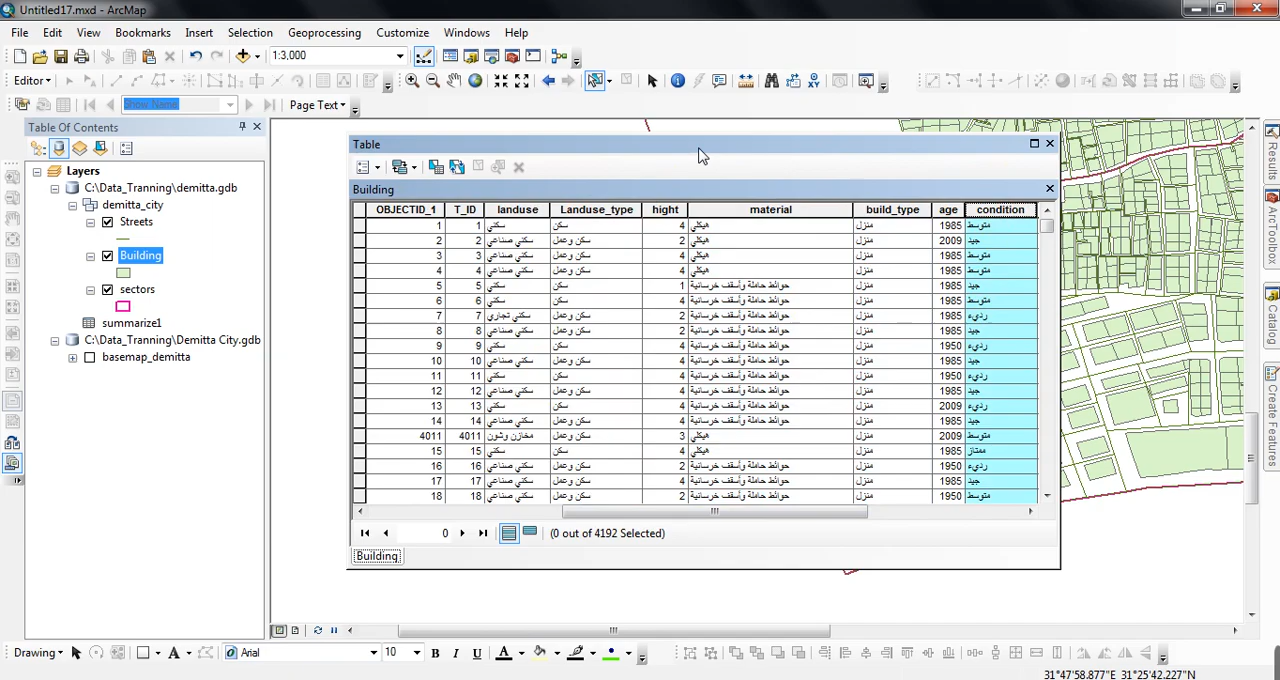 Untitled17.mxd - ArcMap
File Edit View Bookmarks Insert Selection Geoprocessing Customize Windows Help
1:3,000
Editor
Show Name Page Text
Table Of Contents
Layers
C:\Data_Tranning\demitta.gdb
demitta_city
Streets
Building
sectors
summarize1
C:\Data_Tranning\Demitta City.gdb
basemap_demitta
Table
Building
OBJECTID_1 T_ID landuse Landuse_type hight material build_type age condition
1 1 سكني سكن 4 هيكلي منزل 1985 متوسط
2 2 سكني صناعي سكن وعمل 2 هيكلي منزل 2009 جيد
3 3 سكني صناعي سكن وعمل 4 هيكلي منزل 1985 متوسط
4 4 سكني صناعي سكن وعمل 4 هيكلي منزل 1985 متوسط
5 5 سكني سكن 1 حوائط حاملة وأسقف خرسانية منزل 1985 جيد
6 6 سكني سكن 4 حوائط حاملة وأسقف خرسانية منزل 1985 متوسط
7 7 سكني تجاري سكن وعمل 2 حوائط حاملة وأسقف خرسانية منزل 1985 رديء
8 8 سكني صناعي سكن وعمل 2 حوائط حاملة وأسقف خرسانية منزل 1985 جيد
9 9 سكني سكن 4 حوائط حاملة وأسقف خرسانية منزل 1950 رديء
10 10 سكني صناعي سكن وعمل 4 حوائط حاملة وأسقف خرسانية منزل 1985 جيد
11 11 سكني سكن 4 حوائط حاملة وأسقف خرسانية منزل 1950 رديء
12 12 سكني صناعي سكن وعمل 4 حوائط حاملة وأسقف خرسانية منزل 1985 جيد
13 13 سكني سكن 4 حوائط حاملة وأسقف خرسانية منزل 2009 رديء
14 14 سكني صناعي سكن وعمل 4 حوائط حاملة وأسقف خرسانية منزل 1985 جيد
4011 4011 مخازن وشون سكن وعمل 3 هيكلي منزل 2009 متوسط
15 15 سكني سكن 4 هيكلي منزل 1985 ممتاز
16 16 سكني صناعي سكن وعمل 2 حوائط حاملة وأسقف خرسانية منزل 1950 رديء
17 17 سكني صناعي سكن وعمل 4 حوائط حاملة وأسقف خرسانية منزل 1985 جيد
18 18 سكني صناعي سكن وعمل 2 حوائط حاملة وأسقف خرسانية منزل 1950 متوسط
0 (0 out of 4192 Selected)
Building
Results
ArcToolbox
Catalog
Create Features
Drawing A Arial 10 B I U A
31°47'58.877"E 31°25'42.227"N